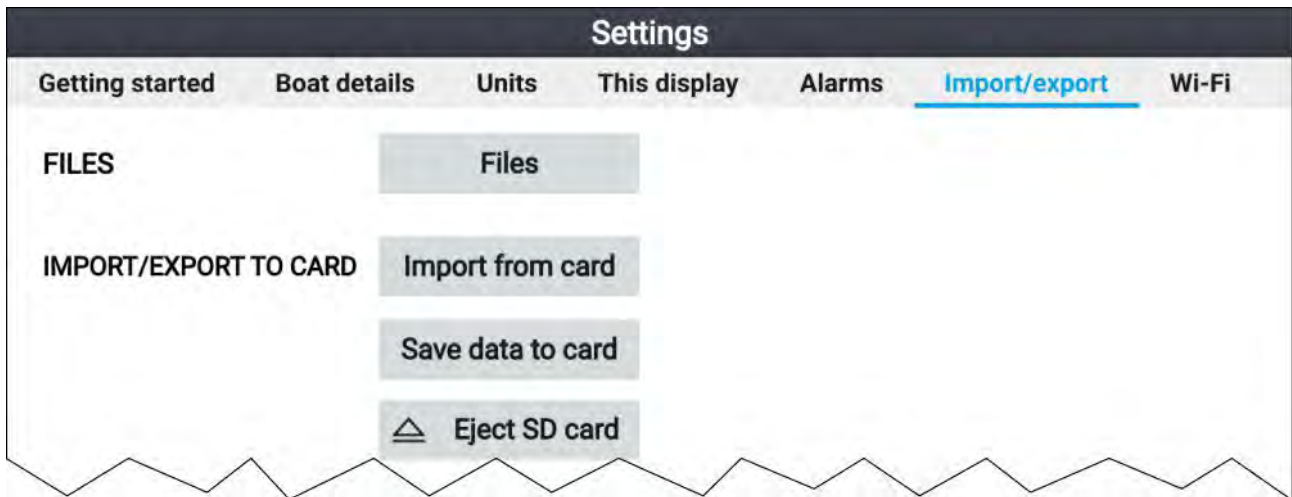 Settings
Getting started Boat details Units This display Alarms Import/export Wi-Fi
FILES Files
IMPORT/EXPORT TO CARD Import from card
Save data to card
Eject SD card